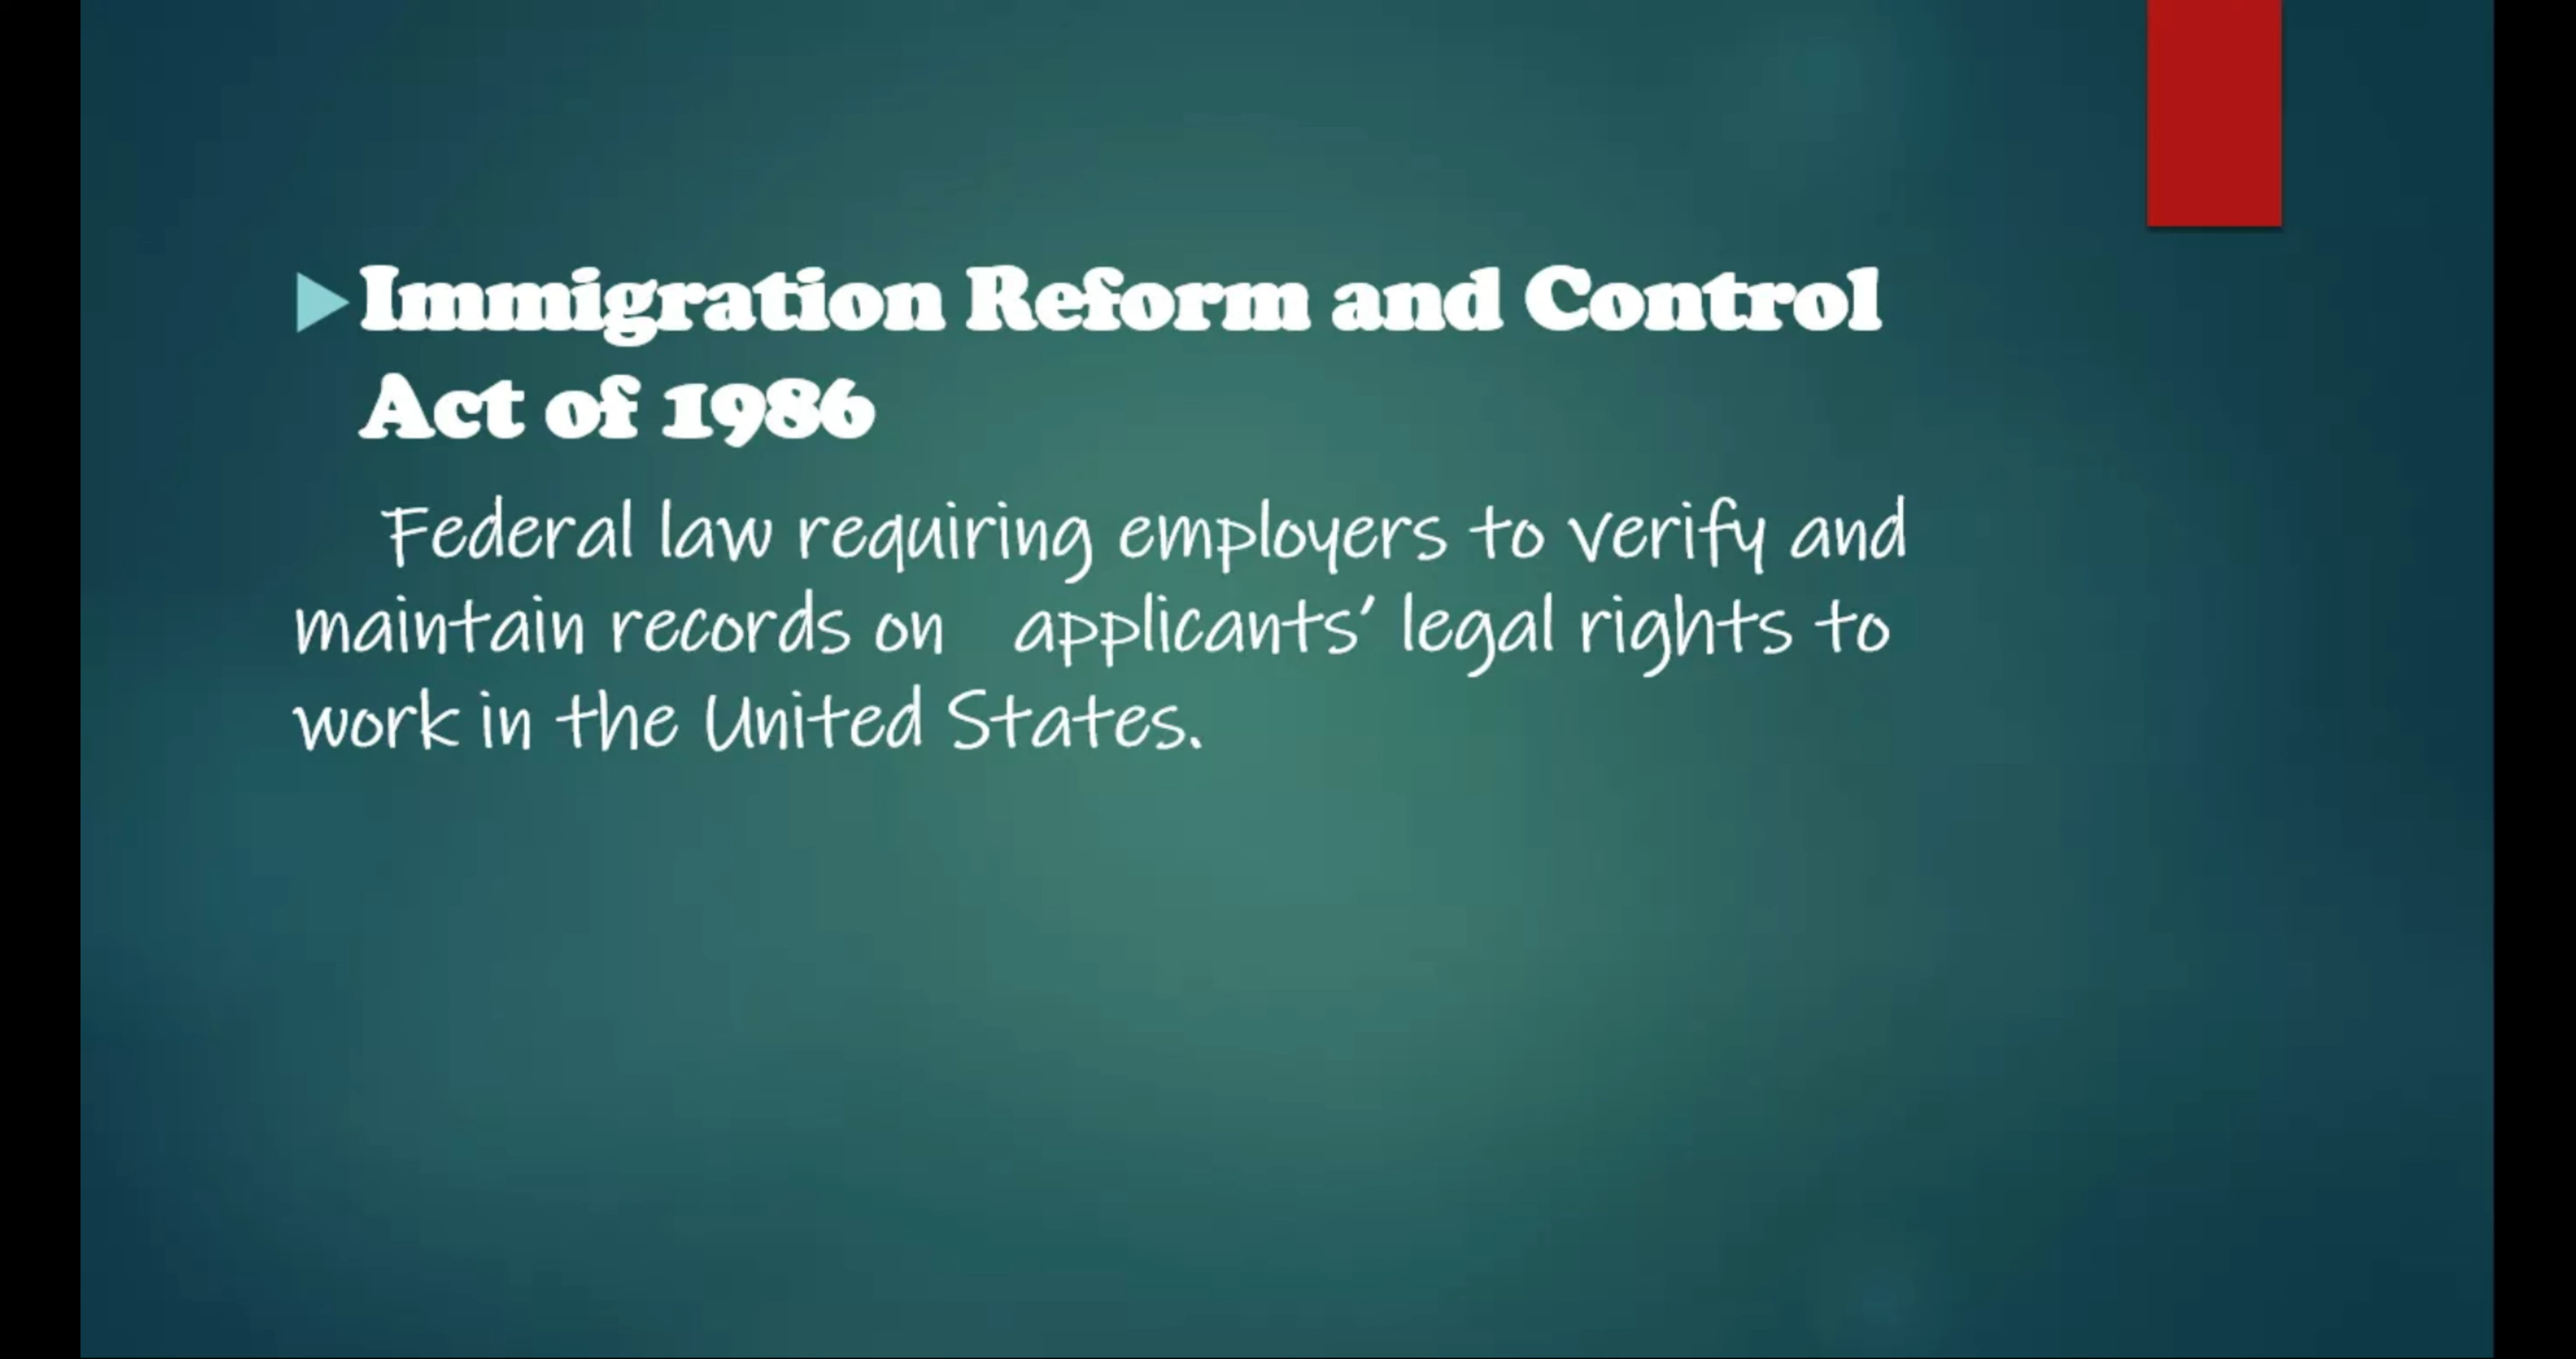 Immigration Reform and Control
Act of 1986
Federal law requiring employers to verify and
maintain records on applicants' legal rights to
work in the United States.